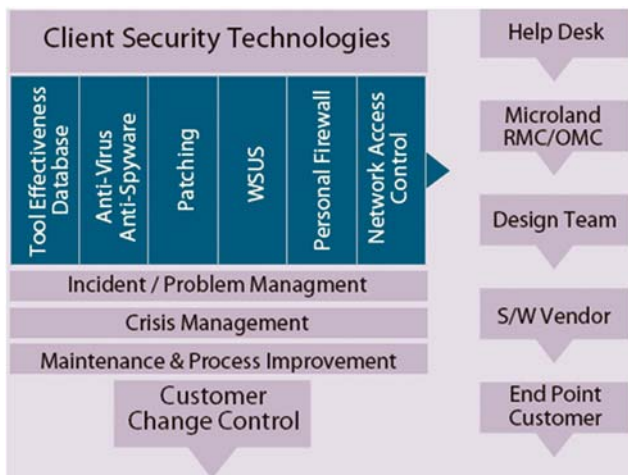 Client Security Technologies
Tool Effectiveness
Database
Anti-Virus
Anti-Spyware
Patching
WSUS
Personal Firewall
Network Access
Control
Incident / Problem Managment
Crisis Management
Maintenance & Process Improvement
Customer
Change Control
Help Desk
Microland
RMC/OMC
Design Team
S/W Vendor
End Point
Customer